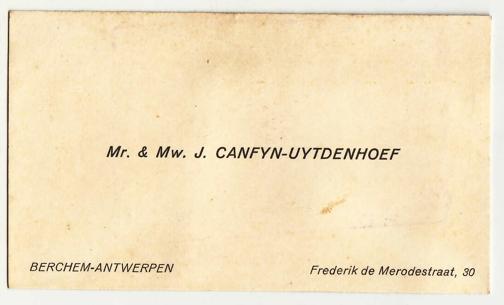 Mr. & Mw. J. CANFYN-UYTDENHOEF
BERCHEM-ANTWERPEN
Frederik de Merodestraat, 30